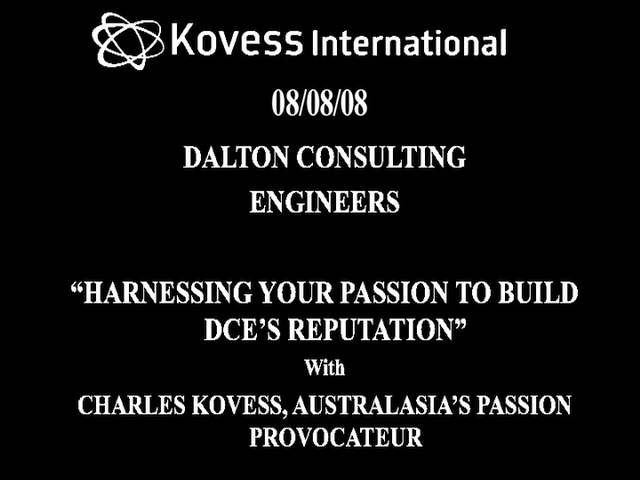 Kovess International
08/08/08
DALTON CONSULTING
ENGINEERS
“HARNESSING YOUR PASSION TO BUILD
DCE’S REPUTATION”
With
CHARLES KOVESS, AUSTRALASIA’S PASSION
PROVOCATEUR